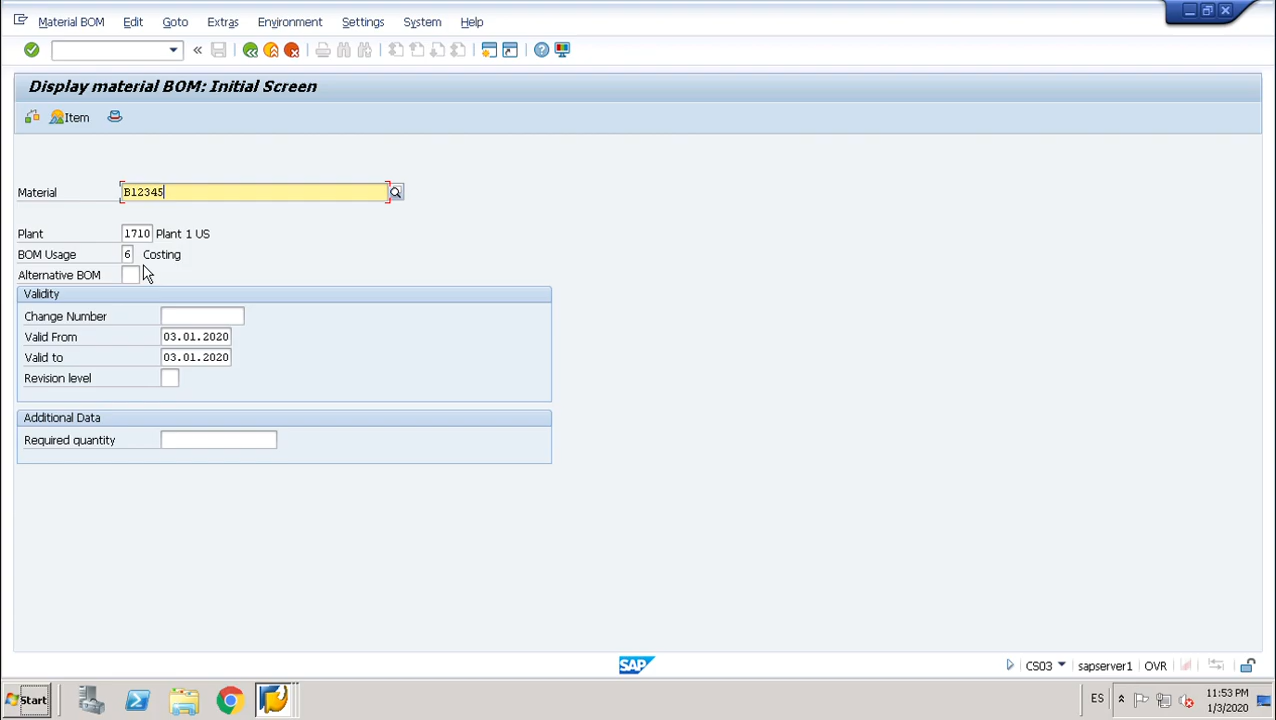 Material BOM Edit Goto Extras Environment Settings System Help
Display material BOM: Initial Screen
Item
Material B12345
Plant 1710 Plant 1 US
BOM Usage 6 Costing
Alternative BOM
Validity
Change Number
Valid From 03.01.2020
Valid to 03.01.2020
Revision level
Additional Data
Required quantity
SAP CS03 sapserver1 OVR
Start ES 11:53 PM
1/3/2020